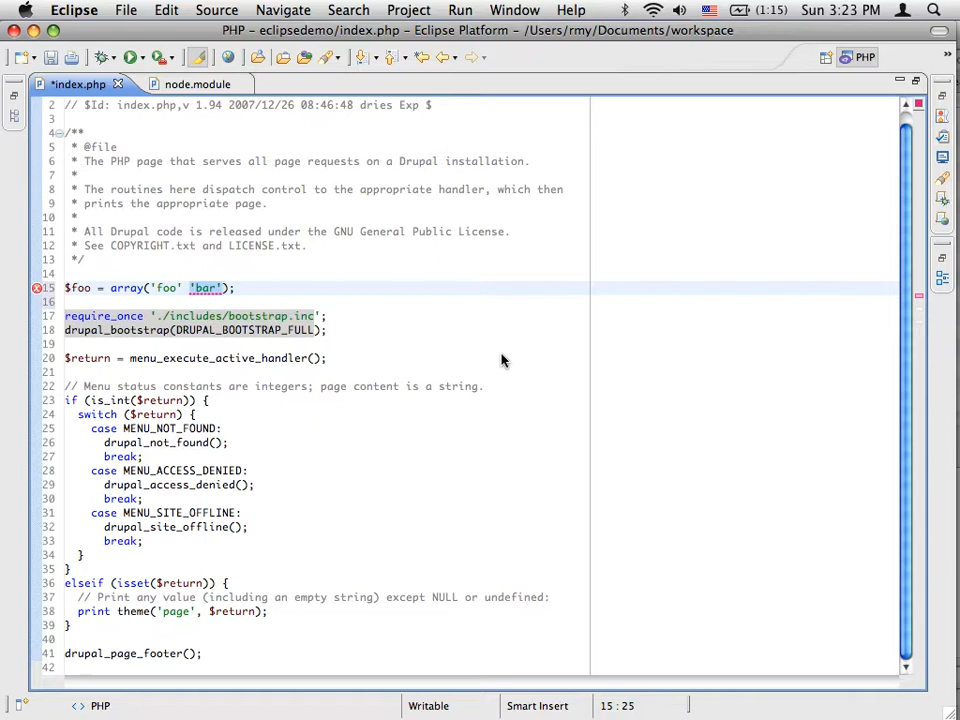 Eclipse File Edit Source Navigate Search Project Run Window Help (1:15) Sun 3:23 PM
PHP - eclipsedemo/index.php - Eclipse Platform - /Users/rmy/Documents/workspace
PHP »
*index.php node.module
2 // $Id: index.php,v 1.94 2007/12/26 08:46:48 dries Exp $
3
4 /**
5  * @file
6  * The PHP page that serves all page requests on a Drupal installation.
7  *
8  * The routines here dispatch control to the appropriate handler, which then
9  * prints the appropriate page.
10  *
11  * All Drupal code is released under the GNU General Public License.
12  * See COPYRIGHT.txt and LICENSE.txt.
13  */
14
15 $foo = array('foo' 'bar');
16
17 require_once './includes/bootstrap.inc';
18 drupal_bootstrap(DRUPAL_BOOTSTRAP_FULL);
19
20 $return = menu_execute_active_handler();
21
22 // Menu status constants are integers; page content is a string.
23 if (is_int($return)) {
24   switch ($return) {
25     case MENU_NOT_FOUND:
26       drupal_not_found();
27       break;
28     case MENU_ACCESS_DENIED:
29       drupal_access_denied();
30       break;
31     case MENU_SITE_OFFLINE:
32       drupal_site_offline();
33       break;
34   }
35 }
36 elseif (isset($return)) {
37   // Print any value (including an empty string) except NULL or undefined:
38   print theme('page', $return);
39 }
40
41 drupal_page_footer();
42
<> PHP Writable Smart Insert 15 : 25